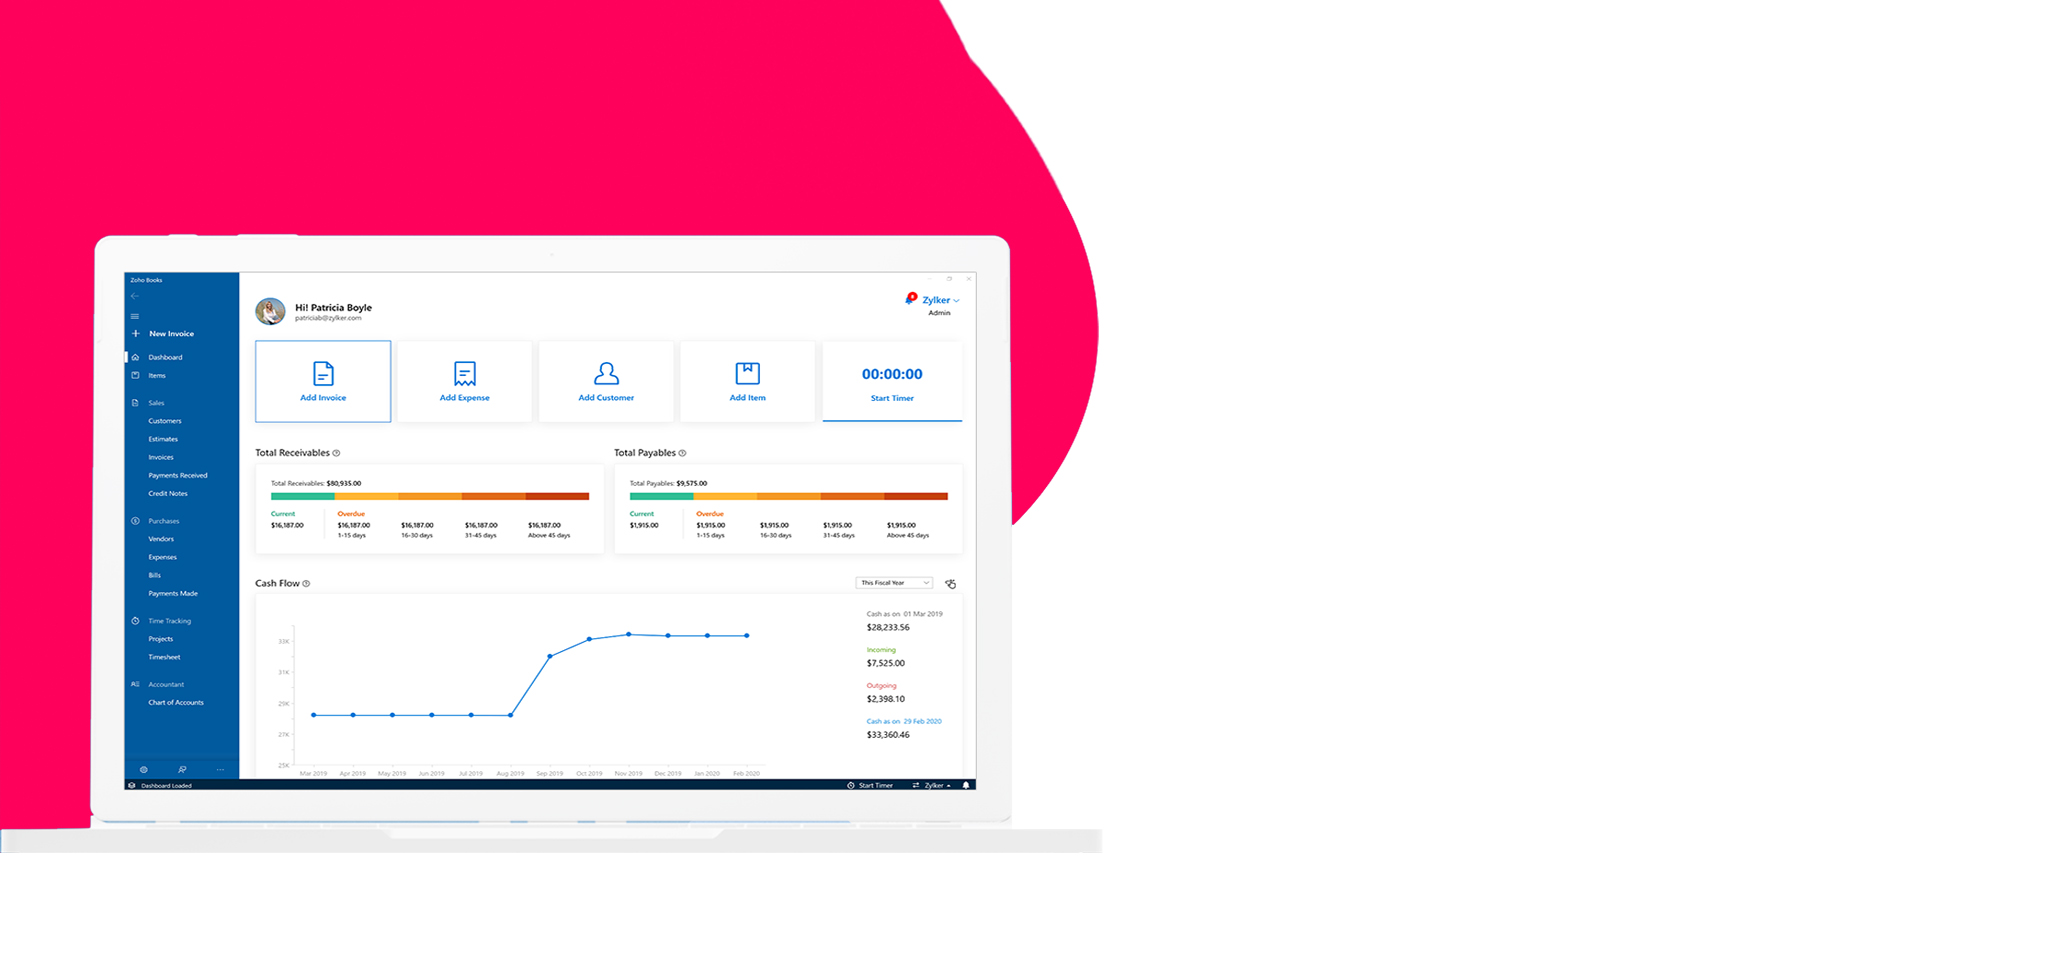 Zoho Books
New Invoice
Dashboard
Items
Sales
Customers
Estimates
Invoices
Payments Received
Credit Notes
Purchases
Vendors
Expenses
Bills
Payments Made
Time Tracking
Projects
Timesheet
Accountant
Chart of Accounts
Hi! Patricia Boyle
patriciab@zylker.com
Zylker
Admin
Add Invoice
Add Expense
Add Customer
Add Item
00:00:00
Start Timer
Total Receivables
Total Receivables: $80,935.00
Current
Overdue
$16,187.00 $16,187.00 $16,187.00 $16,187.00 $16,187.00
1-15 days 16-30 days 31-45 days Above 45 days
Total Payables
Total Payables: $9,575.00
Current
Overdue
$1,915.00 $1,915.00 $1,915.00 $1,915.00 $1,915.00
1-15 days 16-30 days 31-45 days Above 45 days
Cash Flow
This Fiscal Year
33K
31K
29K
27K
25K
Mar 2019 Apr 2019 May 2019 Jun 2019 Jul 2019 Aug 2019 Sep 2019 Oct 2019 Nov 2019 Dec 2019 Jan 2020 Feb 2020
Cash as on 01 Mar 2019
$28,233.56
Incoming
$7,525.00
Outgoing
$2,398.10
Cash as on 29 Feb 2020
$33,360.46
Dashboard Loaded
Start Timer
Zylker